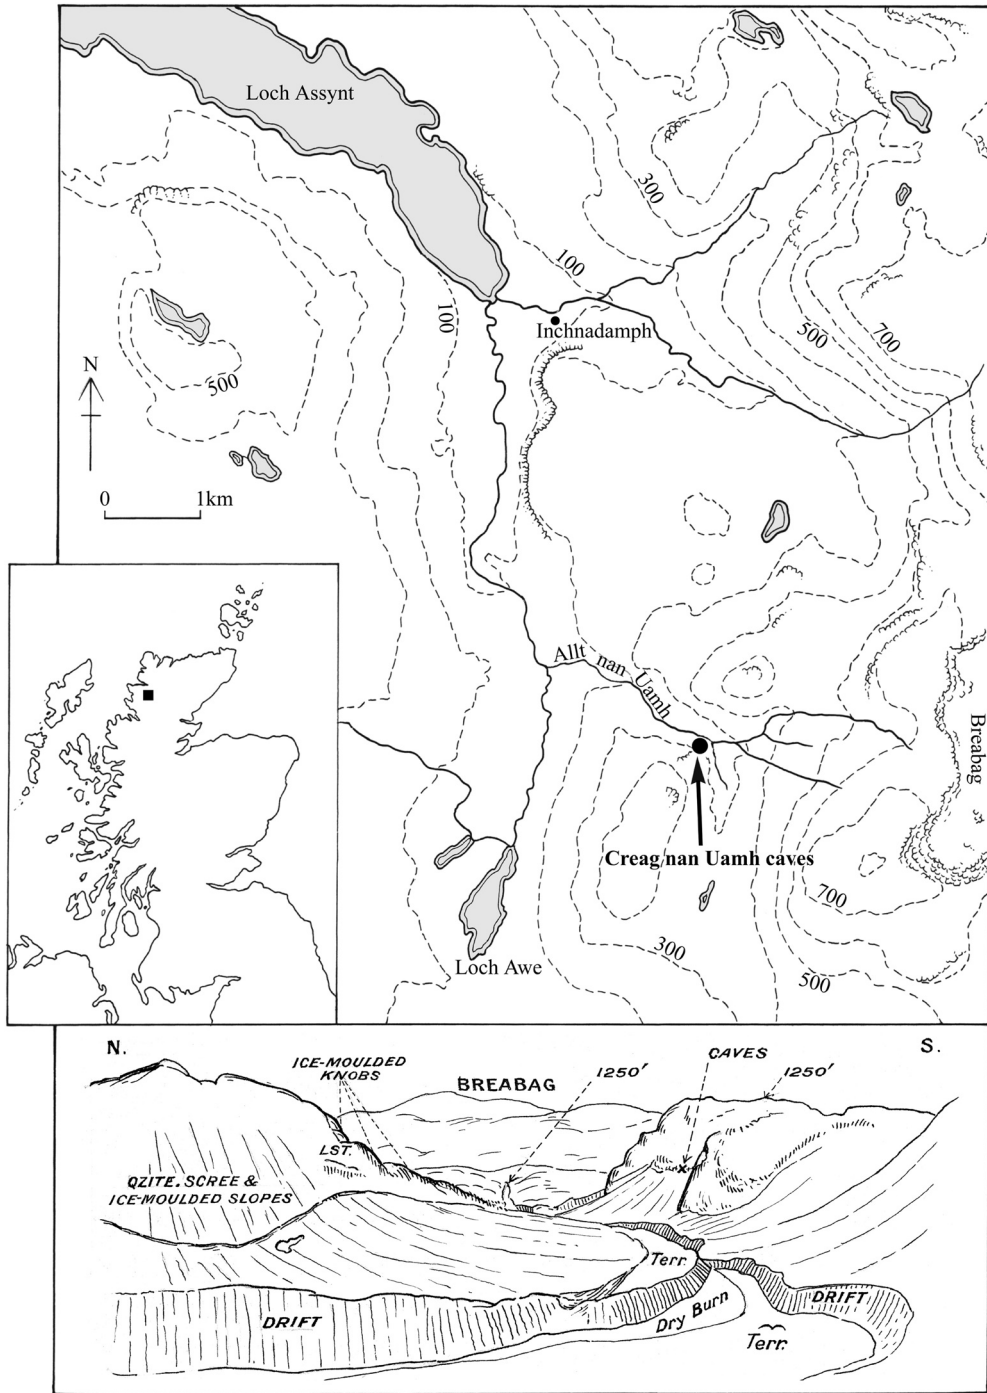 Loch Assynt
300
100
100
Inchnadamph
500
700
500
N
0 1km
Allt nan Uamh
Breabag
Creag nan Uamh caves
700
300
500
Loch Awe
N.
ICE-MOULDED
KNOBS
BREABAG
1250'
CAVES
1250'
S.
LST.
QZITE. SCREE &
ICE-MOULDED SLOPES
Terr.
DRIFT
Dry Burn
DRIFT
Terr.